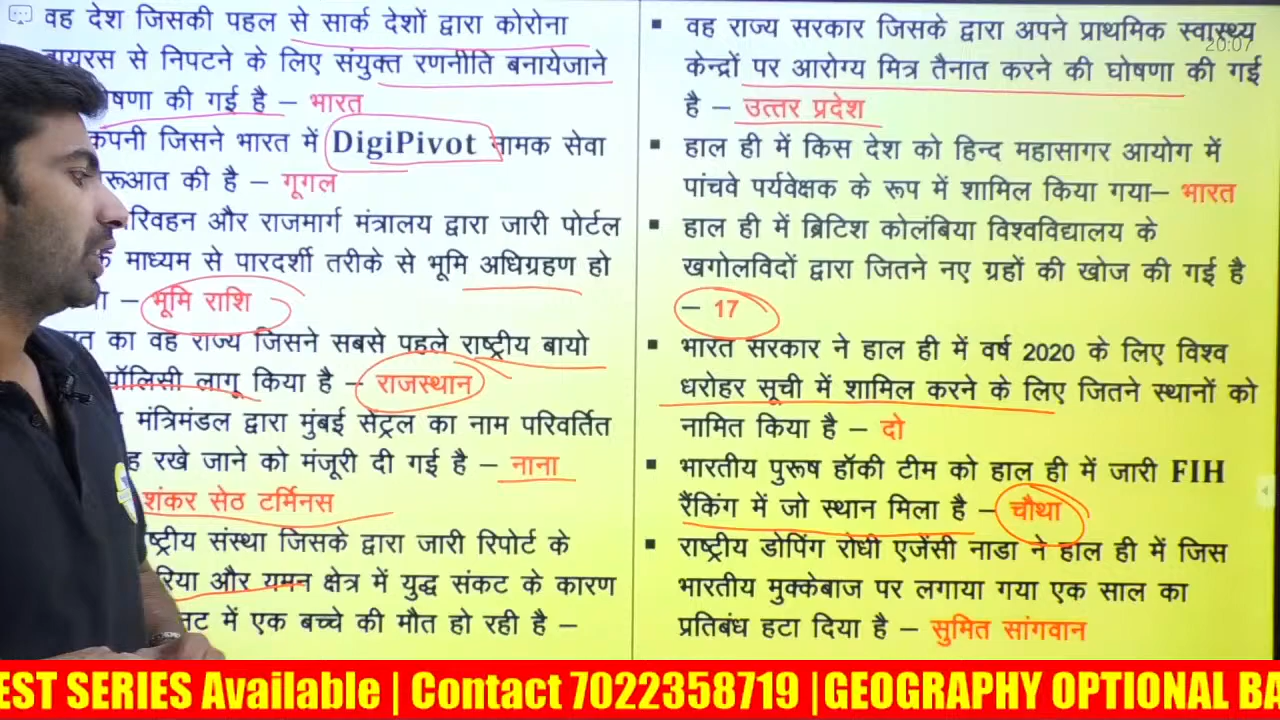 वह देश जिसकी पहल से सार्क देशों द्वारा कोरोना
वायरस से निपटने के लिए संयुक्त रणनीति बनायेजाने
षणा की गई है – भारत
कंपनी जिसने भारत में DigiPivot नामक सेवा
रूआत की है – गूगल
रिवहन और राजमार्ग मंत्रालय द्वारा जारी पोर्टल
माध्यम से पारदर्शी तरीके से भूमि अधिग्रहण हो
– भूमि राशि
का वह राज्य जिसने सबसे पहले राष्ट्रीय बायो
पॉलिसी लागू किया है – राजस्थान
मंत्रिमंडल द्वारा मुंबई सेंट्रल का नाम परिवर्तित
ह रखे जाने को मंजूरी दी गई है – नाना
शंकर सेठ टर्मिनस
ष्ट्रीय संस्था जिसके द्वारा जारी रिपोर्ट के
रिया और यमन क्षेत्र में युद्ध संकट के कारण
नट में एक बच्चे की मौत हो रही है –
▪ वह राज्य सरकार जिसके द्वारा अपने प्राथमिक स्वास्थ्य
20:07
केन्द्रों पर आरोग्य मित्र तैनात करने की घोषणा की गई
है – उत्तर प्रदेश
▪ हाल ही में किस देश को हिन्द महासागर आयोग में
पांचवे पर्यवेक्षक के रूप में शामिल किया गया– भारत
▪ हाल ही में ब्रिटिश कोलंबिया विश्वविद्यालय के
खगोलविदों द्वारा जितने नए ग्रहों की खोज की गई है
– 17
▪ भारत सरकार ने हाल ही में वर्ष 2020 के लिए विश्व
धरोहर सूची में शामिल करने के लिए जितने स्थानों को
नामित किया है – दो
▪ भारतीय पुरूष हॉकी टीम को हाल ही में जारी FIH
रैंकिंग में जो स्थान मिला है – चौथा
▪ राष्ट्रीय डोपिंग रोधी एजेंसी नाडा ने हाल ही में जिस
भारतीय मुक्केबाज पर लगाया गया एक साल का
प्रतिबंध हटा दिया है – सुमित सांगवान
EST SERIES Available | Contact 7022358719 |GEOGRAPHY OPTIONAL BA